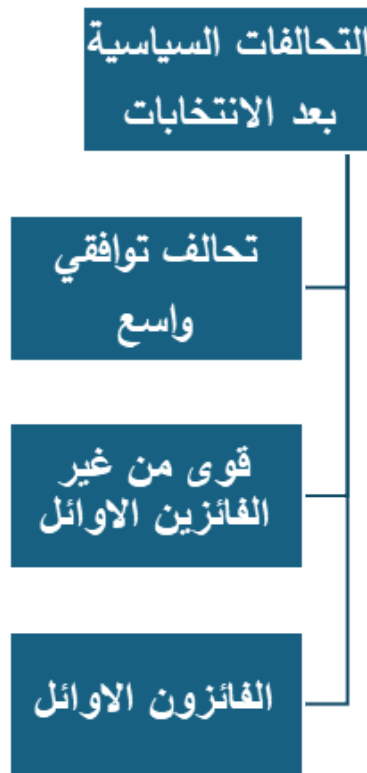 التحالفات السياسية
بعد الانتخابات
تحالف توافقي
واسع
قوى من غير
الفائزين الاوائل
الفائزون الاوائل